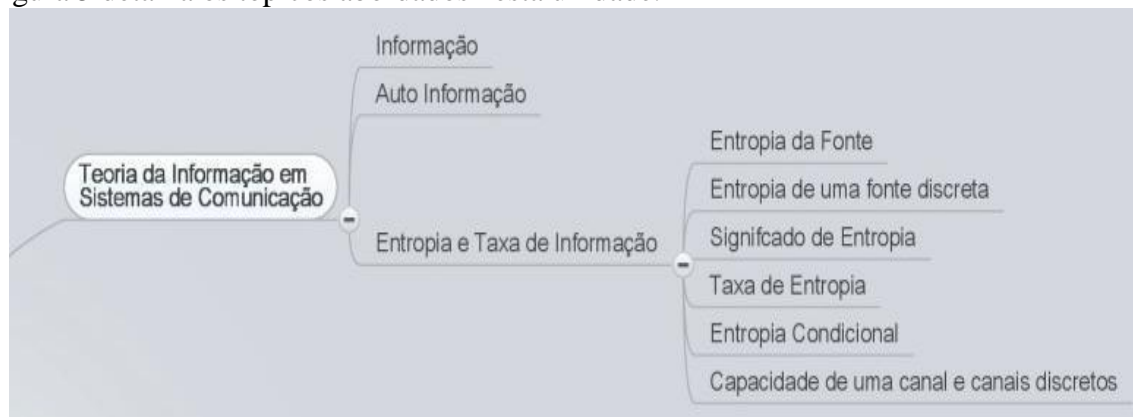 Informação
Auto Informação
Teoria da Informação em
Sistemas de Comunicação
Entropia e Taxa de Informação
Entropia da Fonte
Entropia de uma fonte discreta
Signifcado de Entropia
Taxa de Entropia
Entropia Condicional
Capacidade de uma canal e canais discretos